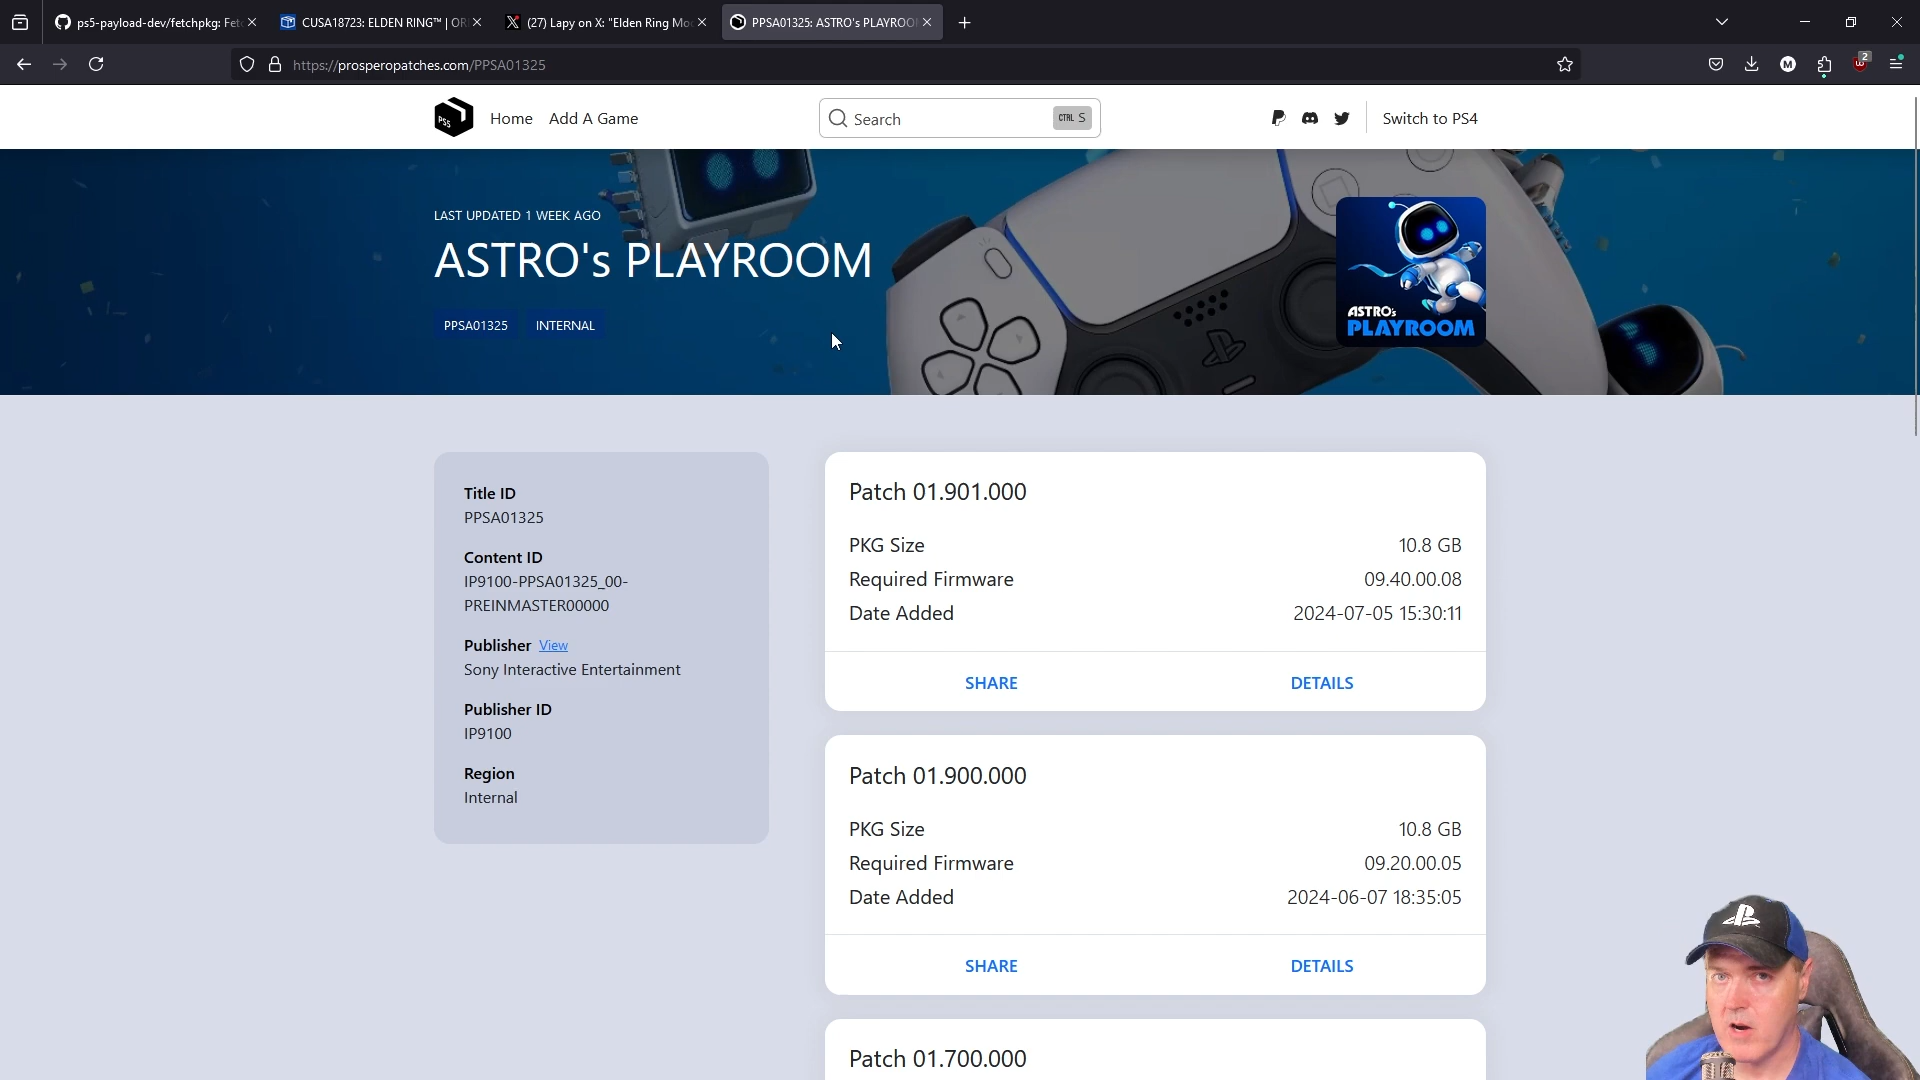 ps5-payload-dev/fetchpkg: Fet
CUSA18723: ELDEN RING™ | OR
(27) Lapy on X: "Elden Ring Mo
PPSA01325: ASTRO's PLAYROO
https://prosperopatches.com/PPSA01325
M
2
PS5
Home
Add A Game
Search
CTRL S
Switch to PS4
LAST UPDATED 1 WEEK AGO
ASTRO's PLAYROOM
PPSA01325
INTERNAL
ASTRO's
PLAYROOM
Title ID
PPSA01325
Content ID
IP9100-PPSA01325_00-
PREINMASTER00000
Publisher View
Sony Interactive Entertainment
Publisher ID
IP9100
Region
Internal
Patch 01.901.000
PKG Size 10.8 GB
Required Firmware 09.40.00.08
Date Added 2024-07-05 15:30:11
SHARE DETAILS
Patch 01.900.000
PKG Size 10.8 GB
Required Firmware 09.20.00.05
Date Added 2024-06-07 18:35:05
SHARE DETAILS
Patch 01.700.000